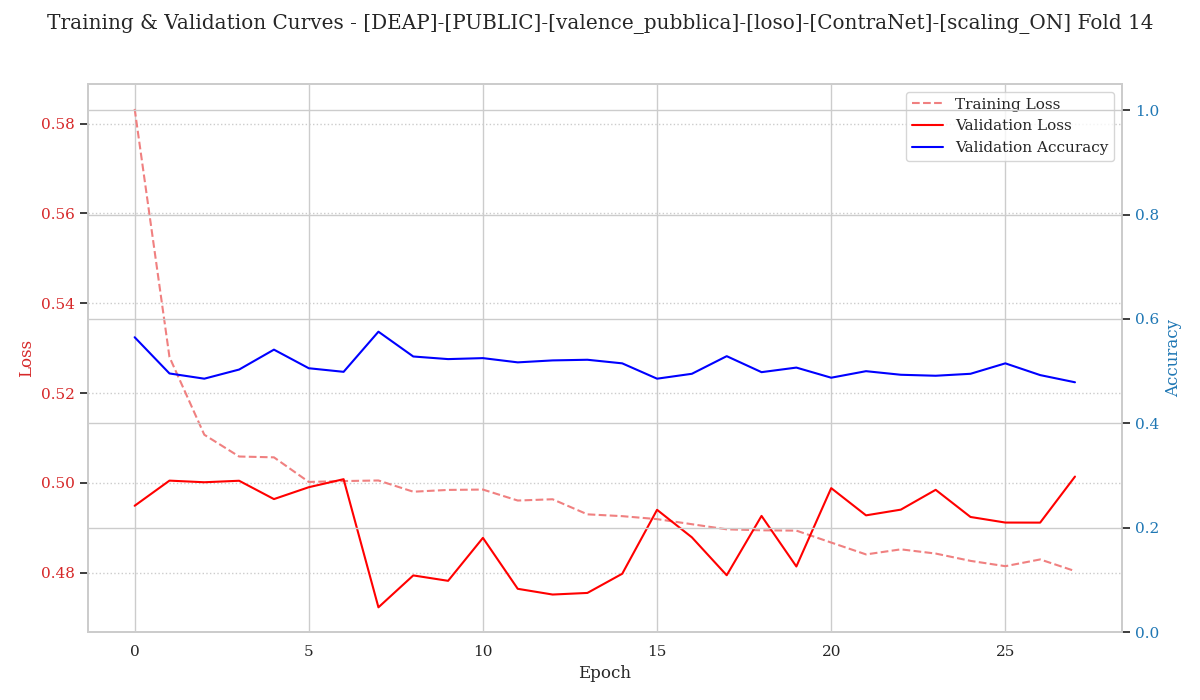 Training & Validation Curves - [DEAP]-[PUBLIC]-[valence_pubblica]-[loso]-[ContraNet]-[scaling_ON] Fold 14
Training Loss
Validation Loss
Validation Accuracy
0.58
0.56
0.54
0.52
0.50
0.48
Loss
1.0
0.8
0.6
0.4
0.2
0.0
Accuracy
0
5
10
15
20
25
Epoch